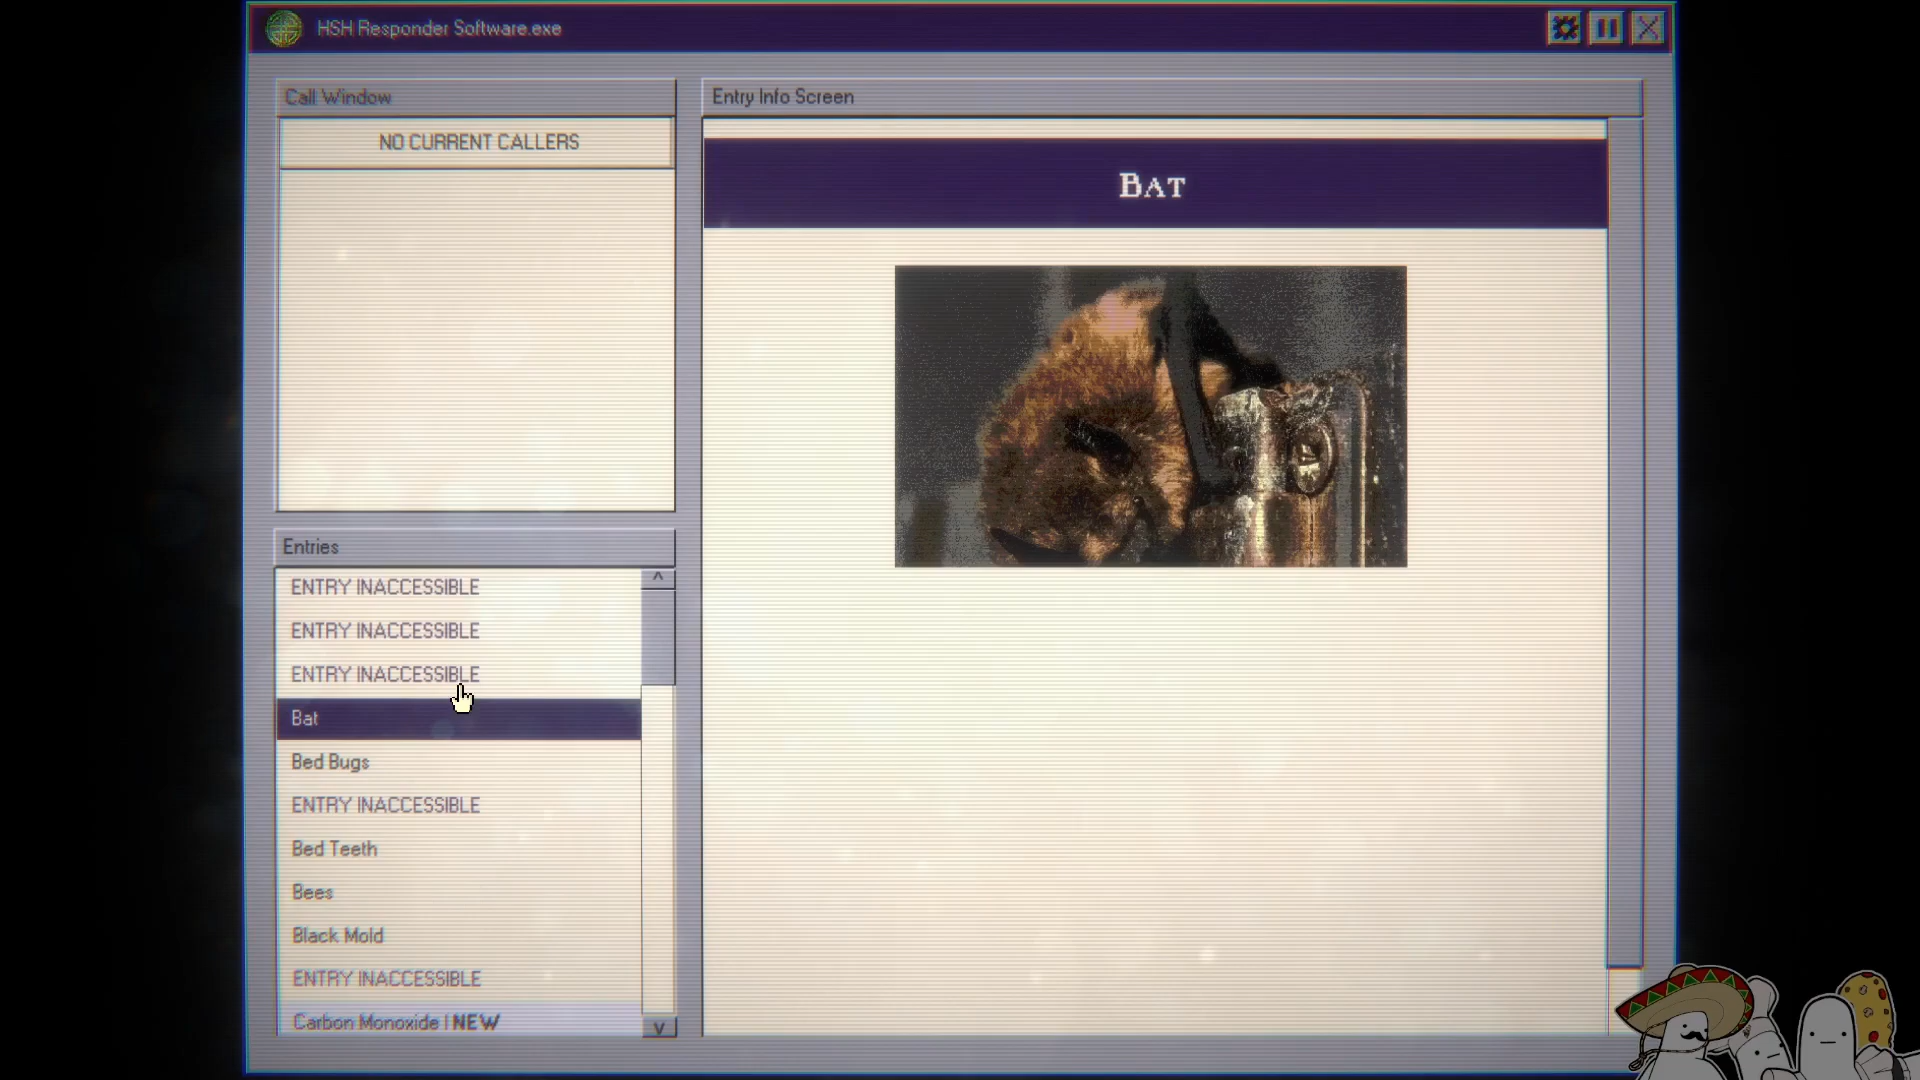 HSH Responder Software.exe
Call Window
NO CURRENT CALLERS
Entries
ENTRY INACCESSIBLE
ENTRY INACCESSIBLE
ENTRY INACCESSIBLE
Bat
Bed Bugs
ENTRY INACCESSIBLE
Bed Teeth
Bees
Black Mold
ENTRY INACCESSIBLE
Carbon Monoxide | NEW
Entry Info Screen
BAT